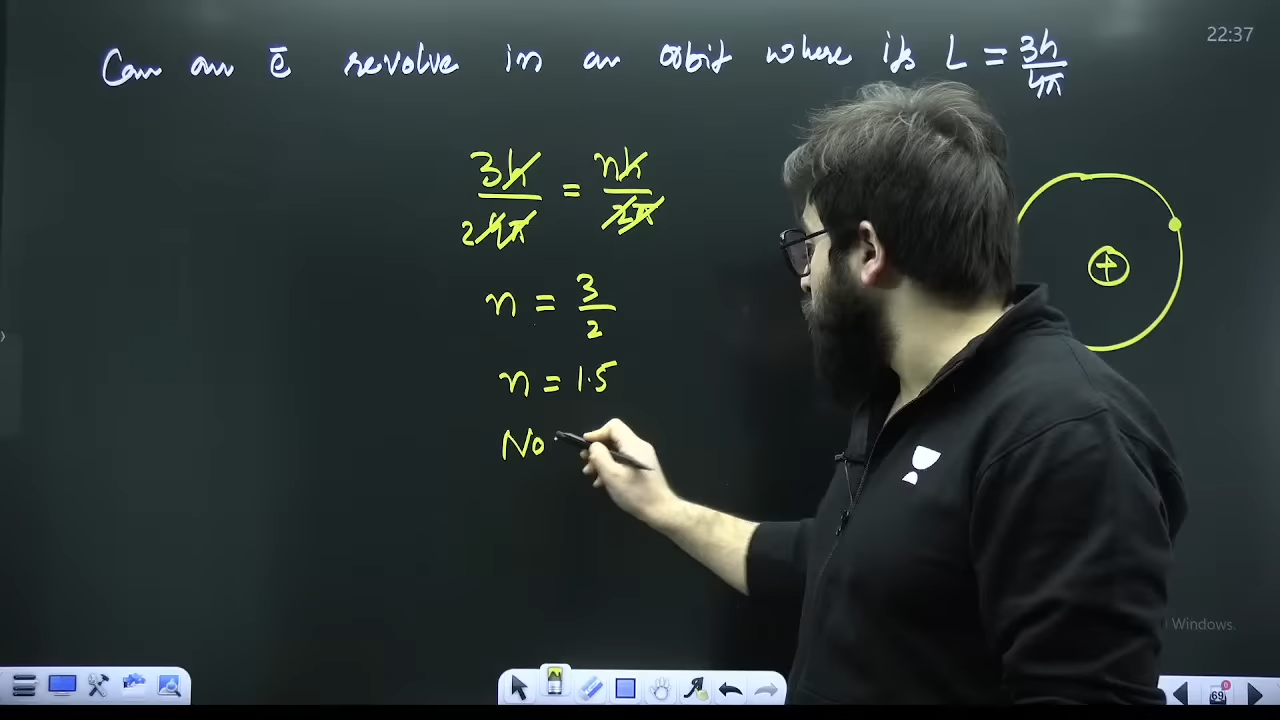 22:37
Can an ē revolve in an orbit where its L = 3h/4π
3h/4π = nh/2π
2
n = 3/2
n = 1.5
No
Windows.
69